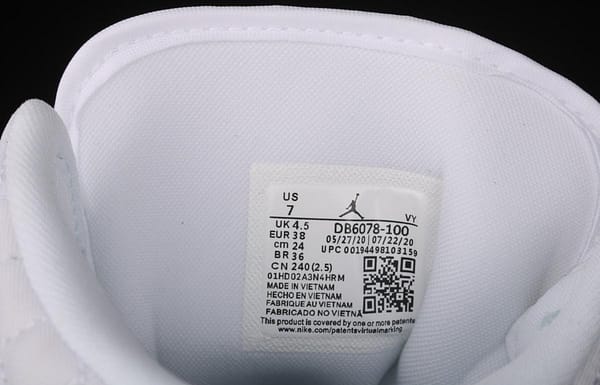 US
7
VY
UK 4.5
EUR 38
cm 24
BR 36
CN 240 (2.5)
DB6078-100
05/27/20 07/22/20
UPC 00194498103159
01HD02A3N4HRM
MADE IN VIETNAM
HECHO EN VIETNAM
FABRIQUE AU VIETNAM
FABRICADO NO VIETNÃ
This product is covered by one or more patents
www.nike.com/patentsvirtualmarking